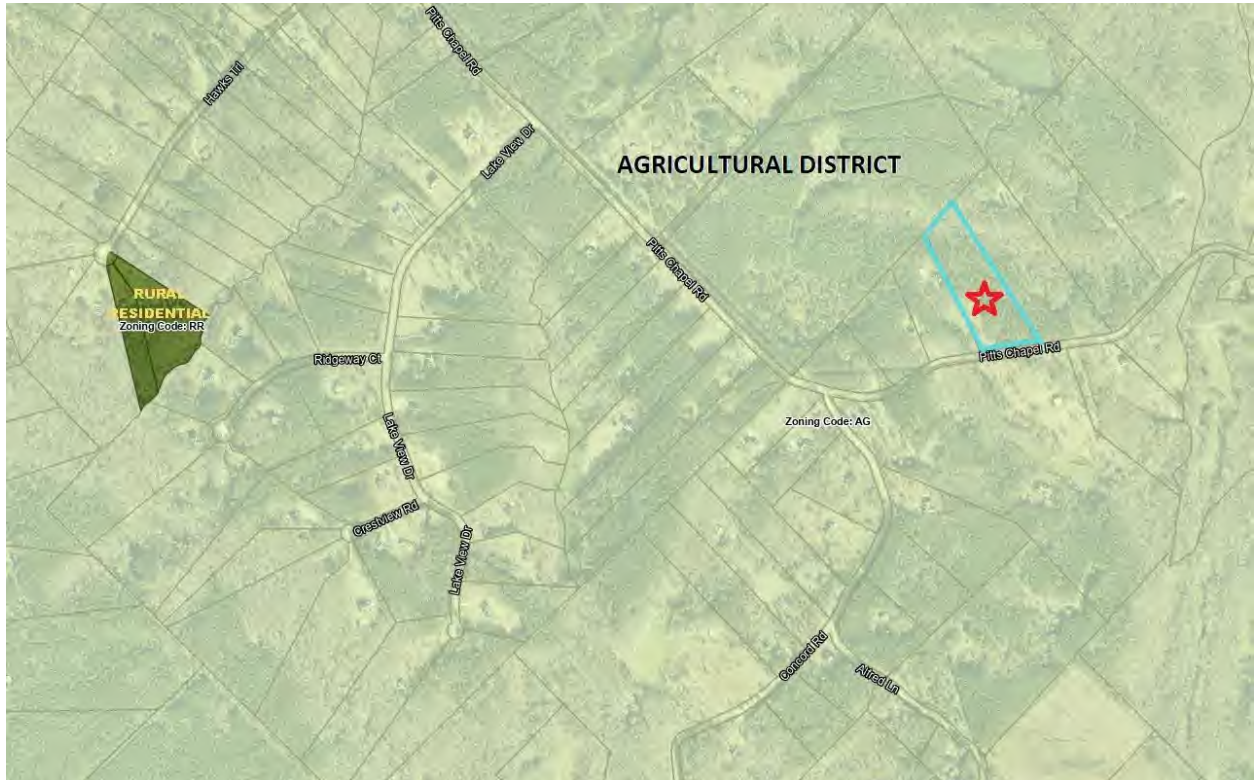 Pitts Chapel Rd
Hawks Trl
Lake View Dr
AGRICULTURAL DISTRICT
Pitts Chapel Rd
RURAL
RESIDENTIAL
Zoning Code: RR
Ridgeway Ct
Pitts Chapel Rd
Lake View Dr
Zoning Code: AG
Crestview Rd
Lake View Dr
Concord Rd
Alfred Ln